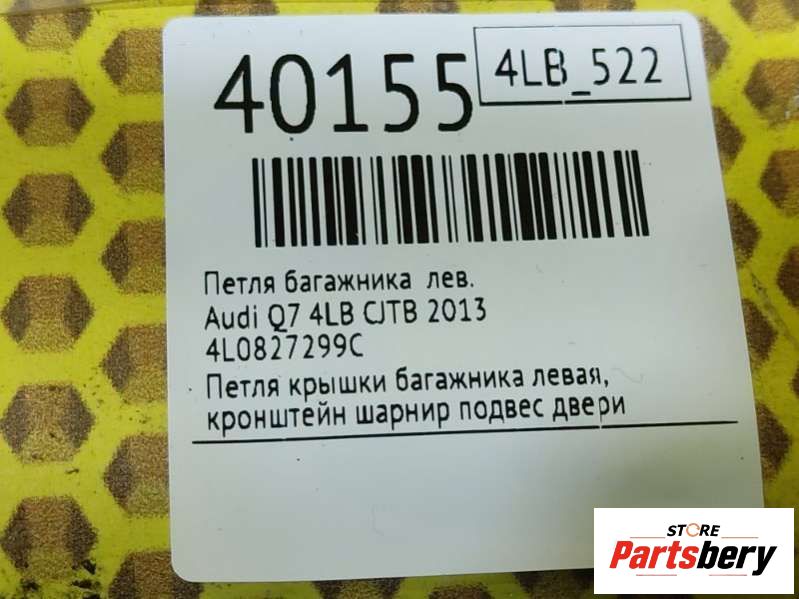 40155
4LB_522
Петля багажника лев.
Audi Q7 4LB CJTB 2013
4L0827299C
Петля крышки багажника левая,
кронштейн шарнир подвес двери
STORE
Partsbery